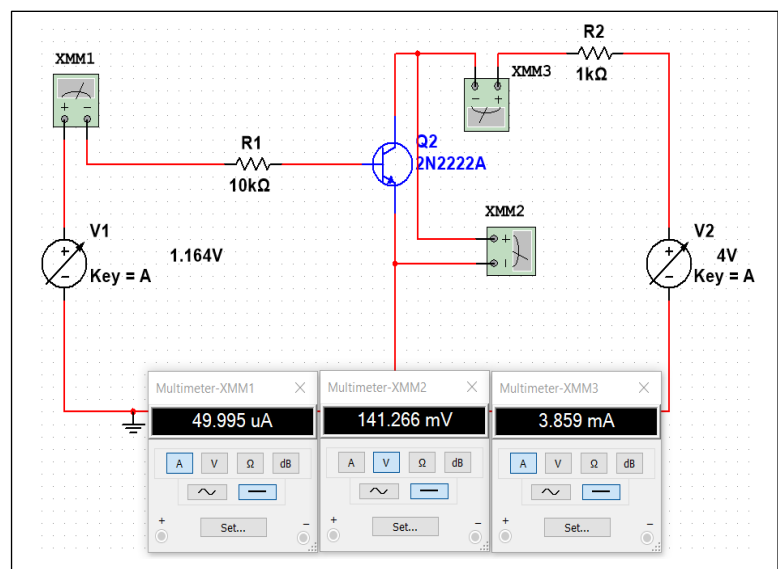 R2
1kΩ
XMM1
XMM3
+ −
− +
R1
10kΩ
Q2
2N2222A
XMM2
+
−
V1
1.164V
Key = A
+
−
V2
4V
Key = A
+
−
Multimeter-XMM1 ×
49.995 uA
A V Ω dB
+ Set... −
Multimeter-XMM2 ×
141.266 mV
A V Ω dB
+ Set... −
Multimeter-XMM3 ×
3.859 mA
A V Ω dB
+ Set... −